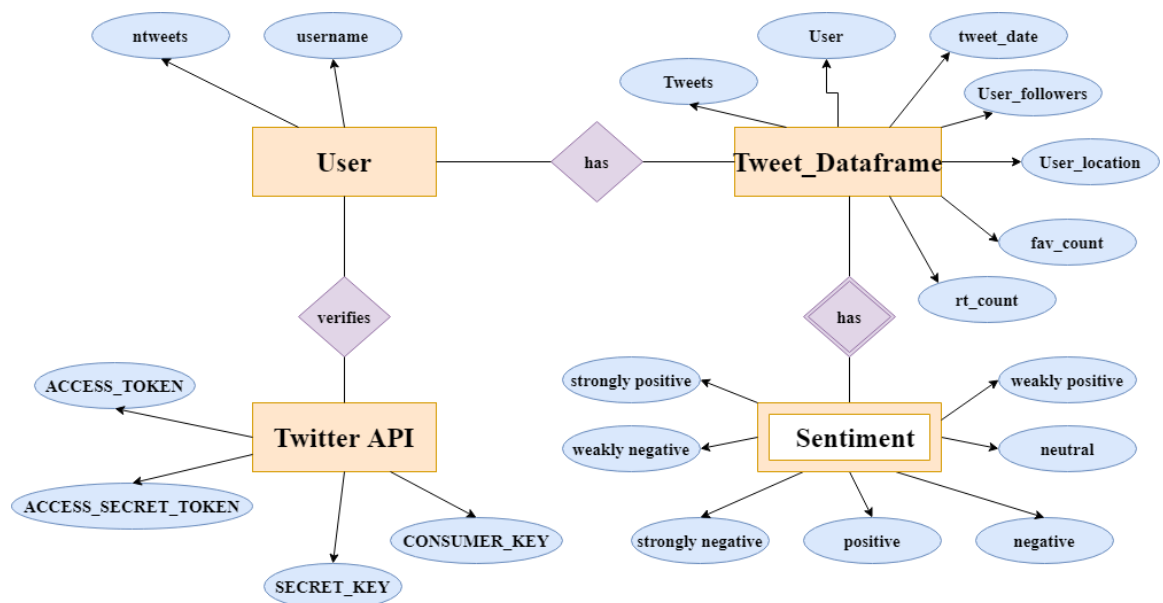 ntweets
username
User
tweet_date
Tweets
User_followers
User
has
Tweet_Dataframe
User_location
fav_count
rt_count
verifies
has
ACCESS_TOKEN
strongly positive
weakly positive
Twitter API
Sentiment
weakly negative
neutral
ACCESS_SECRET_TOKEN
CONSUMER_KEY
strongly negative
positive
negative
SECRET_KEY